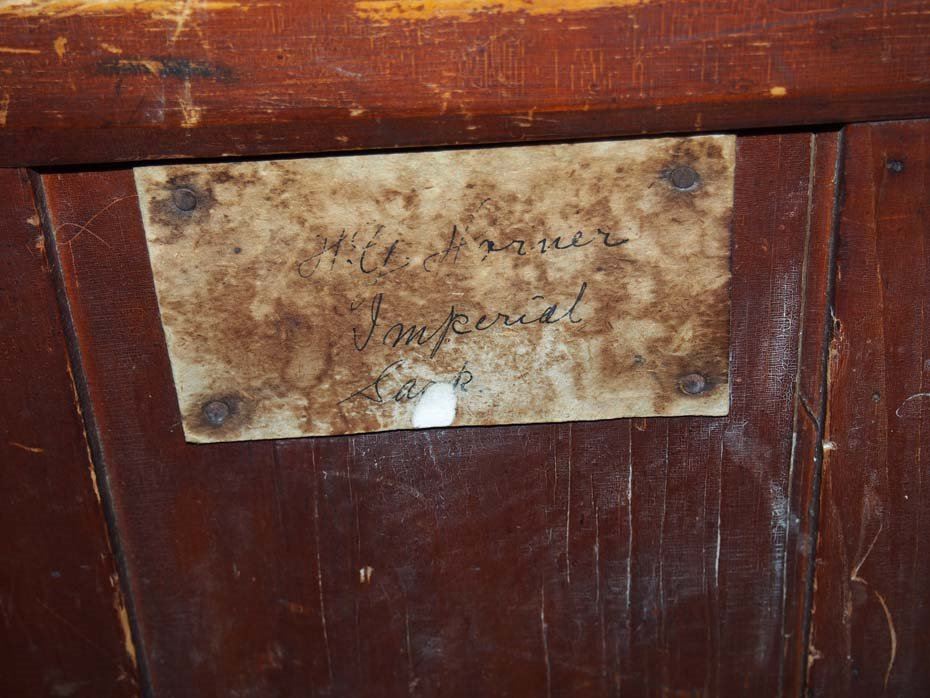 Horner
Imperial
Sask.